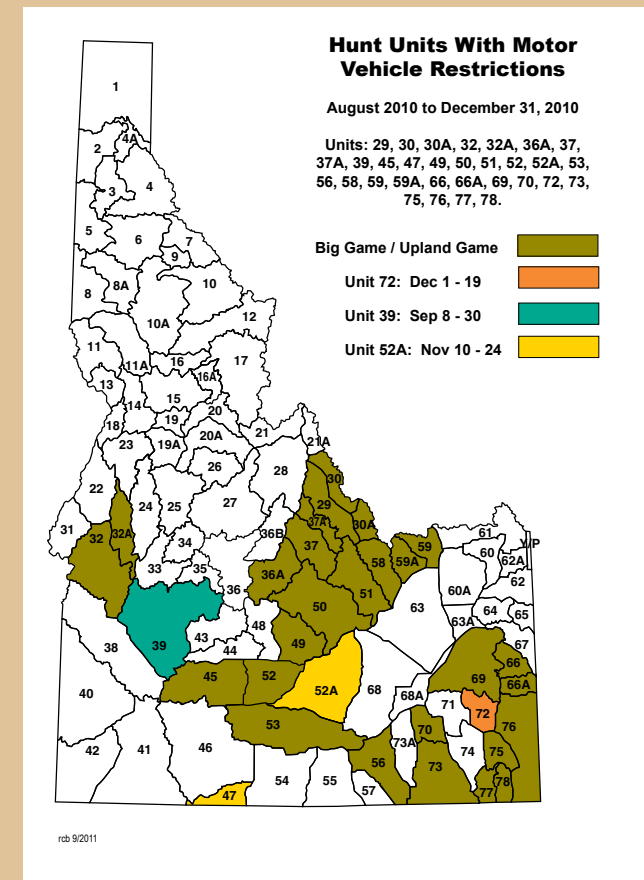 Hunt Units With Motor
Vehicle Restrictions
August 2010 to December 31, 2010
Units: 29, 30, 30A, 32, 32A, 36A, 37,
37A, 39, 45, 47, 49, 50, 51, 52, 52A, 53,
56, 58, 59, 59A, 66, 66A, 69, 70, 72, 73,
75, 76, 77, 78.
Big Game / Upland Game
Unit 72: Dec 1 - 19
Unit 39: Sep 8 - 30
Unit 52A: Nov 10 - 24
1
4A
2
4
3
5
6
7
9
8A
10
8
10A
12
11
11A
16
17
16A
13
15
14
20
18
19
20A
21
23
19A
21A
26
28
22
30
24
25
27
29
31
32
32A
37A
30A
36B
34
37
61
Y/P
60
59
62A
33
35
36A
58
59A
62
36
51
60A
50
63
64
65
48
63A
43
38
39
49
44
67
66
45
52
69
66A
52A
68
40
68A
71
72
53
70
76
42
41
46
73A
74
75
56
73
54
55
57
78
77
47
rcb 9/2011